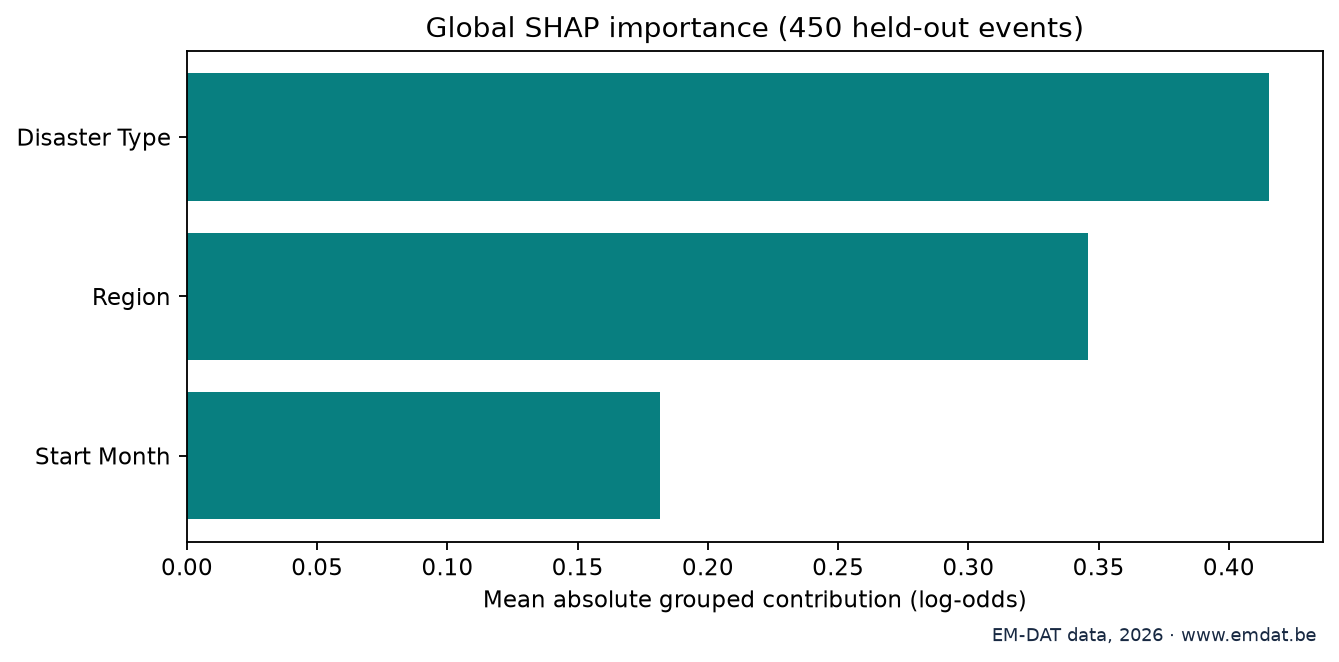 Global SHAP importance (450 held-out events)
Disaster Type
Region
Start Month
0.00 0.05 0.10 0.15 0.20 0.25 0.30 0.35 0.40
Mean absolute grouped contribution (log-odds)
EM-DAT data, 2026 · www.emdat.be